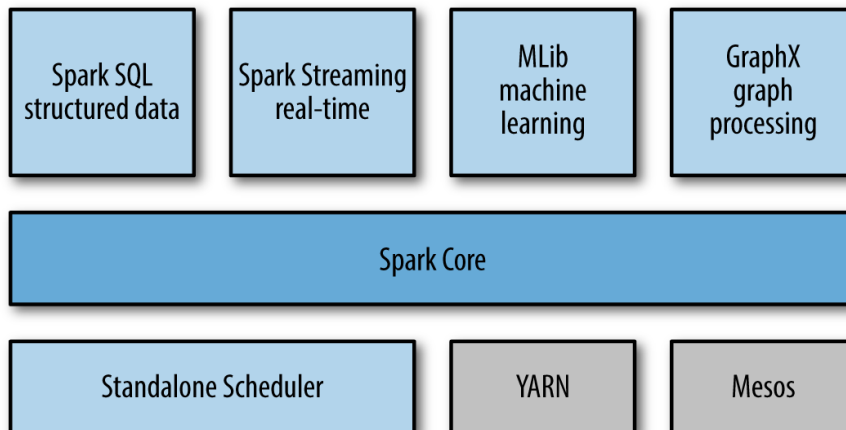 Spark SQL
structured data
Spark Streaming
real-time
MLib
machine
learning
GraphX
graph
processing
Spark Core
Standalone Scheduler
YARN
Mesos